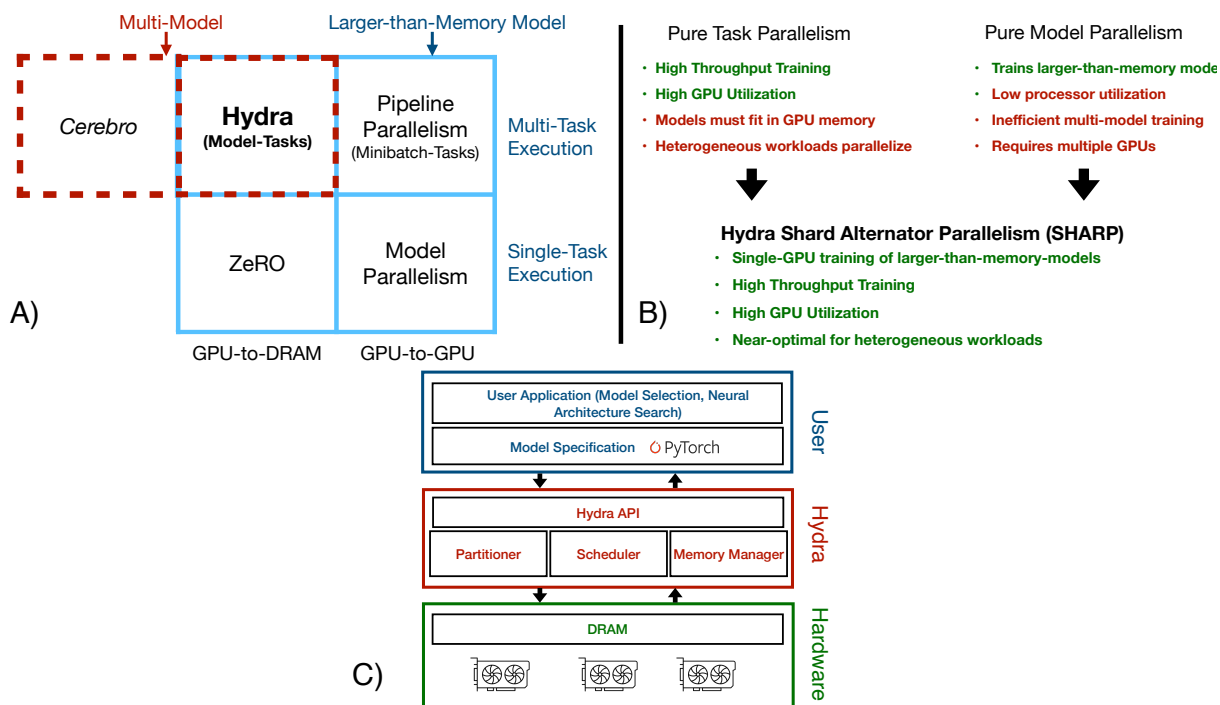 Multi-Model
Larger-than-Memory Model
Cerebro
Hydra
(Model-Tasks)
Pipeline
Parallelism
(Minibatch-Tasks)
Multi-Task
Execution
ZeRO
Model
Parallelism
Single-Task
Execution
A)
GPU-to-DRAM
GPU-to-GPU
Pure Task Parallelism
• High Throughput Training
• High GPU Utilization
• Models must fit in GPU memory
• Heterogeneous workloads parallelize
Pure Model Parallelism
• Trains larger-than-memory mode
• Low processor utilization
• Inefficient multi-model training
• Requires multiple GPUs
Hydra Shard Alternator Parallelism (SHARP)
• Single-GPU training of larger-than-memory-models
• High Throughput Training
• High GPU Utilization
• Near-optimal for heterogeneous workloads
B)
User Application (Model Selection, Neural
Architecture Search)
Model Specification PyTorch
User
Hydra API
Partitioner
Scheduler
Memory Manager
Hydra
DRAM
Hardware
C)